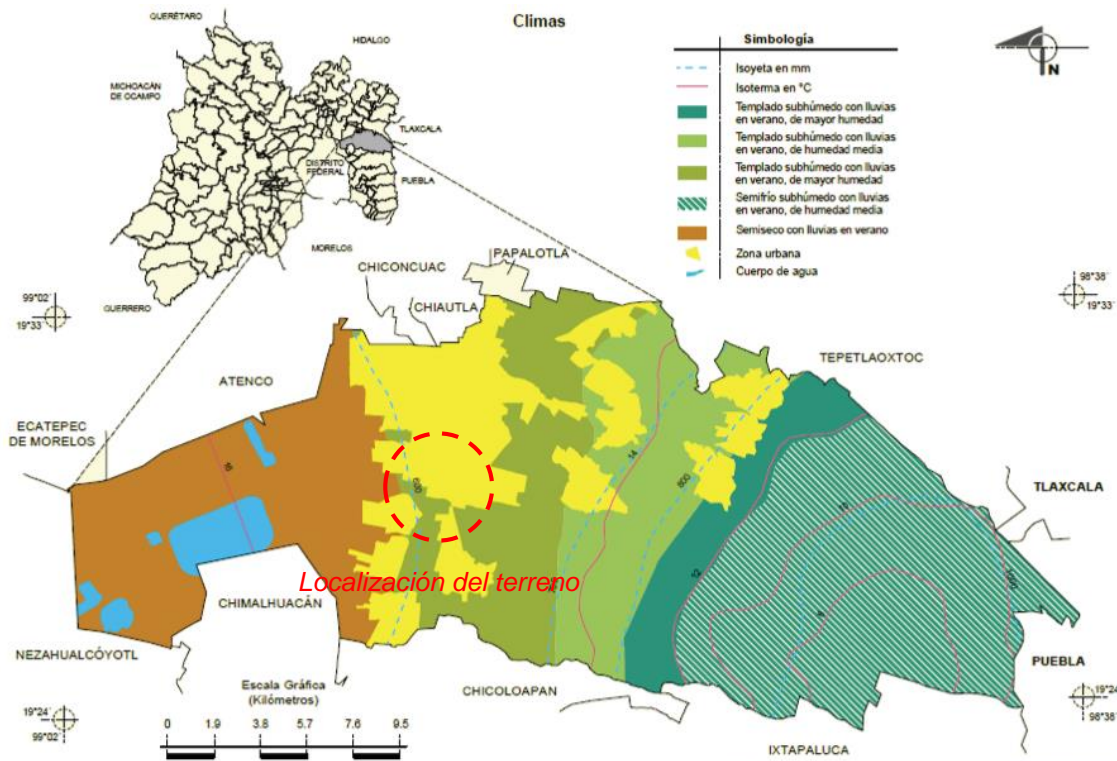 Climas
QUERÉTARO
HIDALGO
MICHOACÁN
DE OCAMPO
TLAXCALA
DISTRITO
FEDERAL
PUEBLA
MORELOS
GUERRERO
Simbología
Isoyeta en mm
Isoterma en °C
Templado subhúmedo con lluvias
en verano, de mayor humedad
Templado subhúmedo con lluvias
en verano, de humedad media
Templado subhúmedo con lluvias
en verano, de mayor humedad
Semifrío subhúmedo con lluvias
en verano, de humedad media
Semiseco con lluvias en verano
Zona urbana
Cuerpo de agua
N
99°02'
19°33'
98°38'
19°33'
CHICONCUAC
PAPALOTLA
CHIAUTLA
TEPETLAOXTOC
ATENCO
ECATEPEC
DE MORELOS
TLAXCALA
16
600
14
800
12
10
8
1000
Localización del terreno
CHIMALHUACÁN
NEZAHUALCÓYOTL
CHICOLOAPAN
PUEBLA
IXTAPALUCA
19°24'
99°02'
19°24'
98°38'
Escala Gráfica
(Kilómetros)
0 1.9 3.8 5.7 7.6 9.5